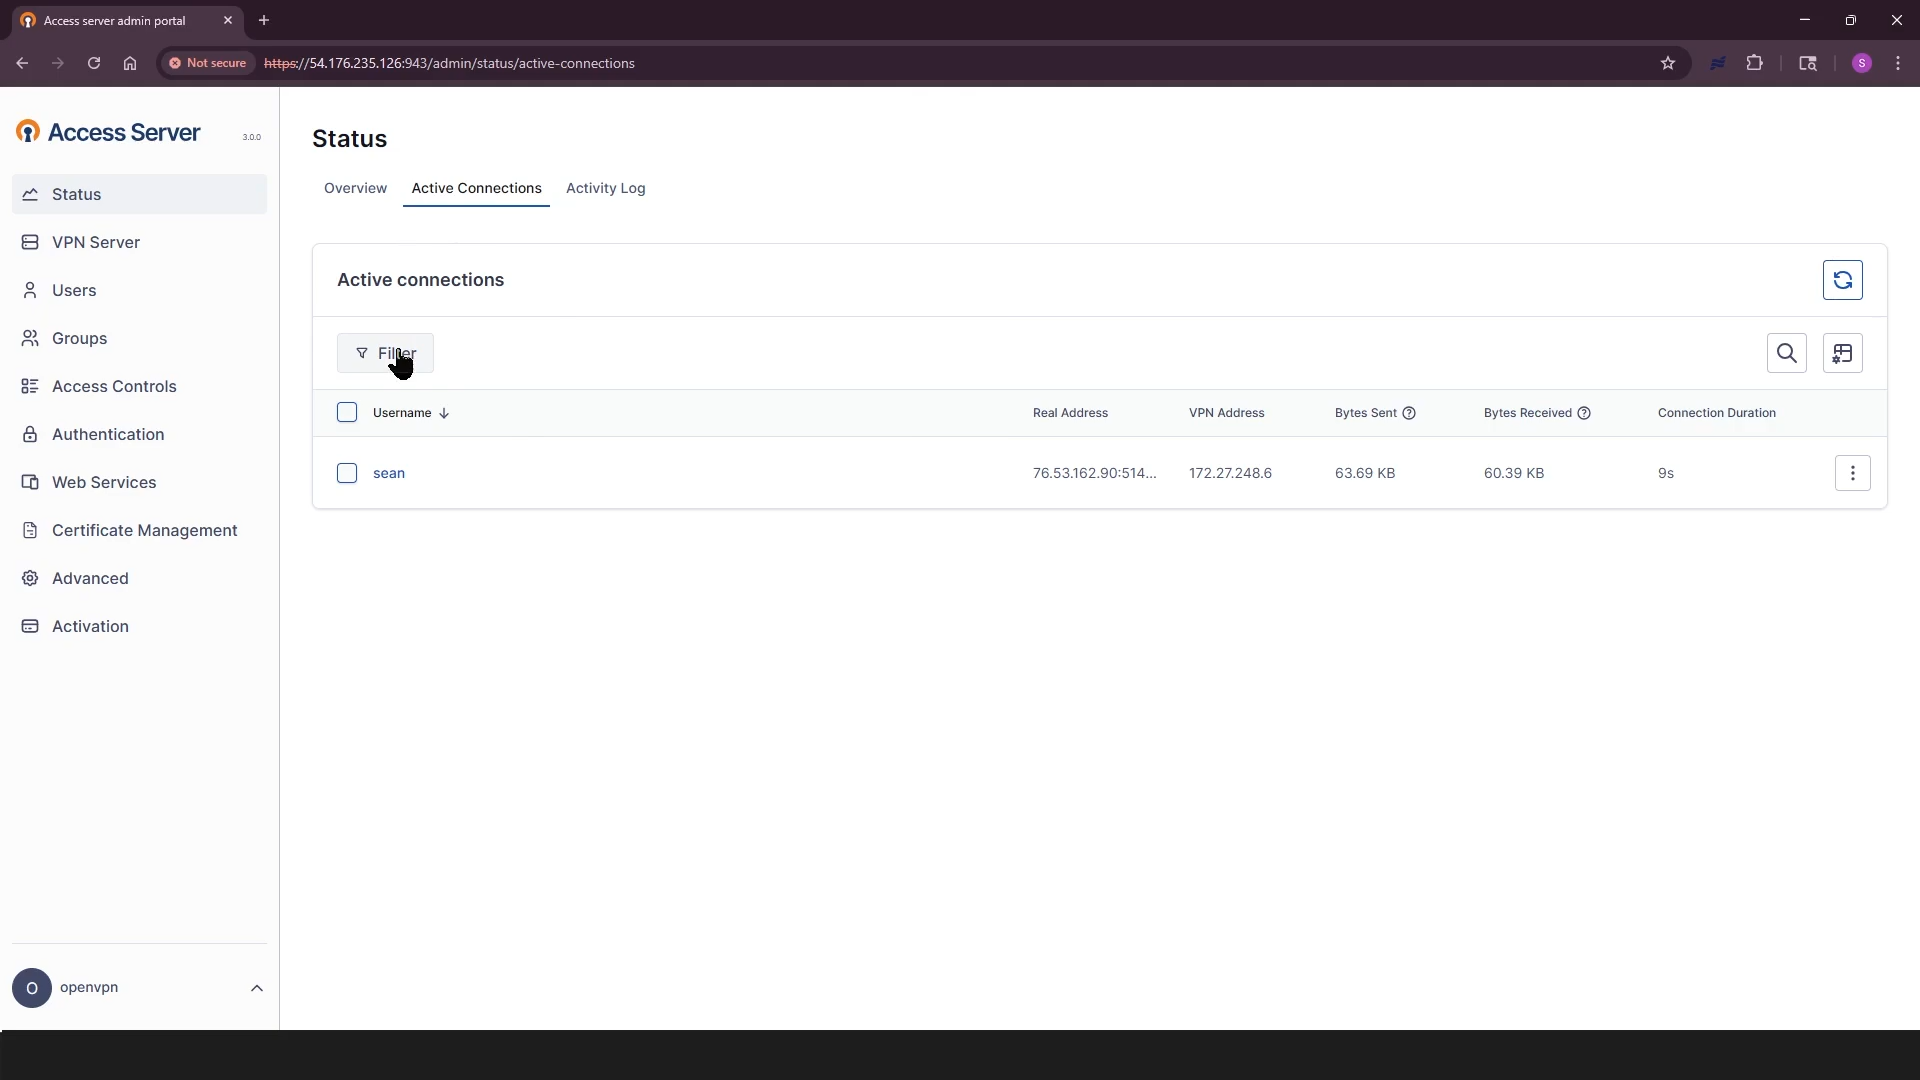 Access server admin portal
Not secure https://54.176.235.126:943/admin/status/active-connections
S
Access Server 3.0.0
Status
VPN Server
Users
Groups
Access Controls
Authentication
Web Services
Certificate Management
Advanced
Activation
O openvpn
Status
Overview Active Connections Activity Log
Active connections
Filter
Username Real Address VPN Address Bytes Sent Bytes Received Connection Duration
sean 76.53.162.90:514... 172.27.248.6 63.69 KB 60.39 KB 9s